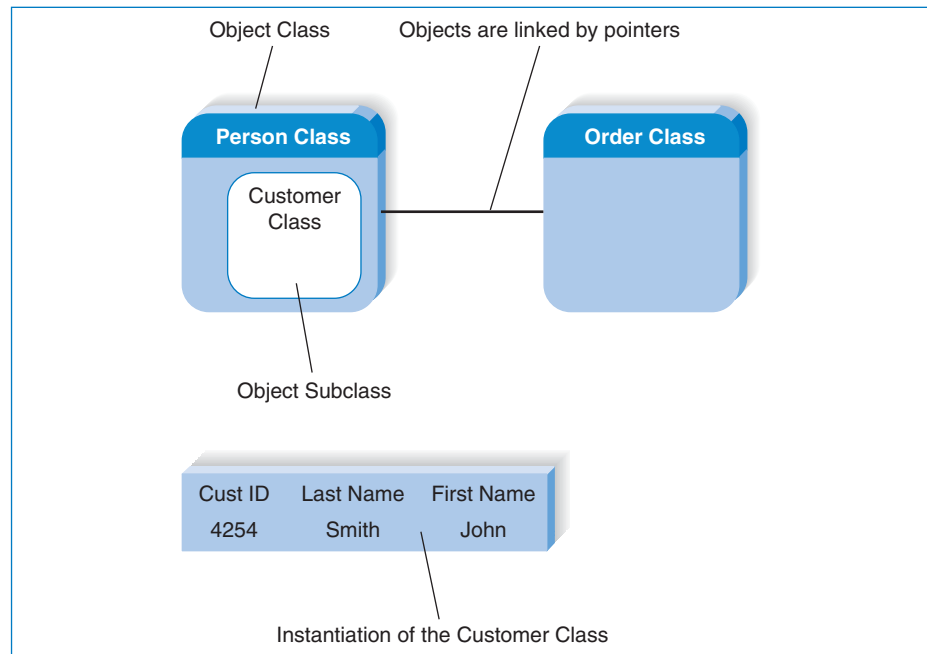 Object Class
Objects are linked by pointers
Person Class
Order Class
Customer
Class
Object Subclass
Cust ID Last Name First Name
4254 Smith John
Instantiation of the Customer Class